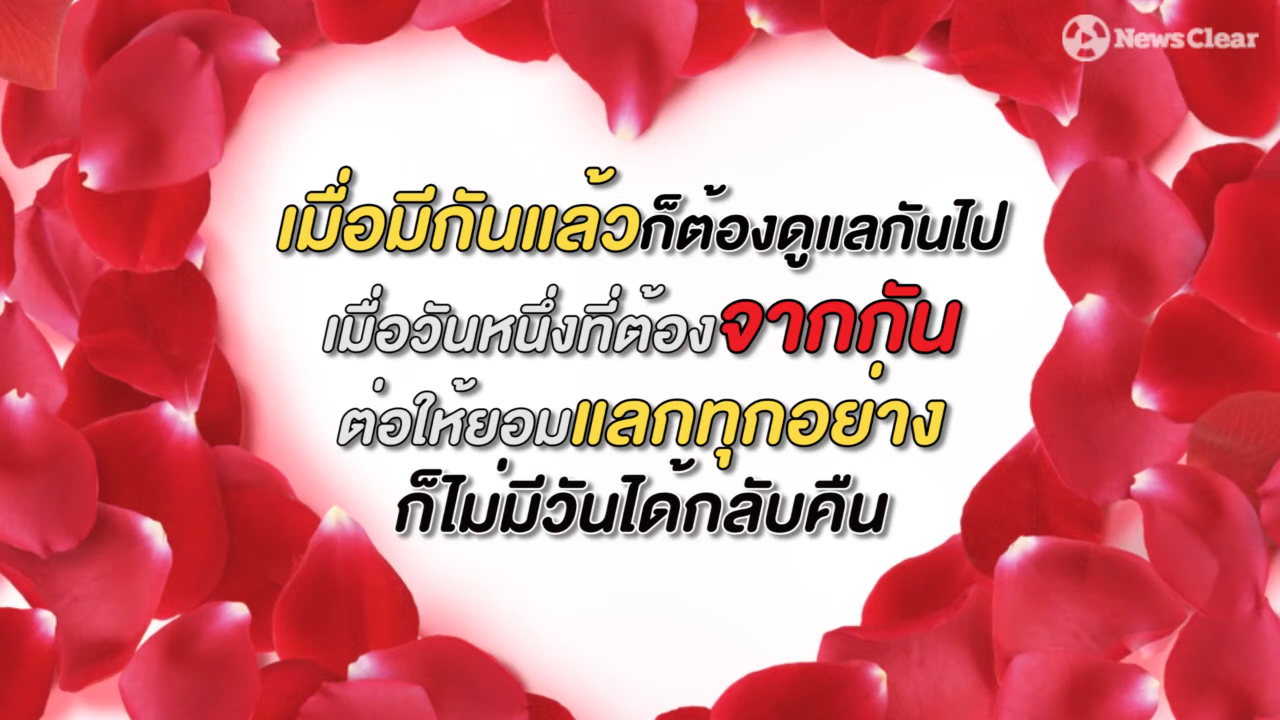 News Clear
เมื่อมีกันแล้วก็ต้องดูแลกันไป
เมื่อวันหนึ่งที่ต้องจากกัน
ต่อให้ยอมแลกทุกอย่าง
ก็ไม่มีวันได้กลับคืน